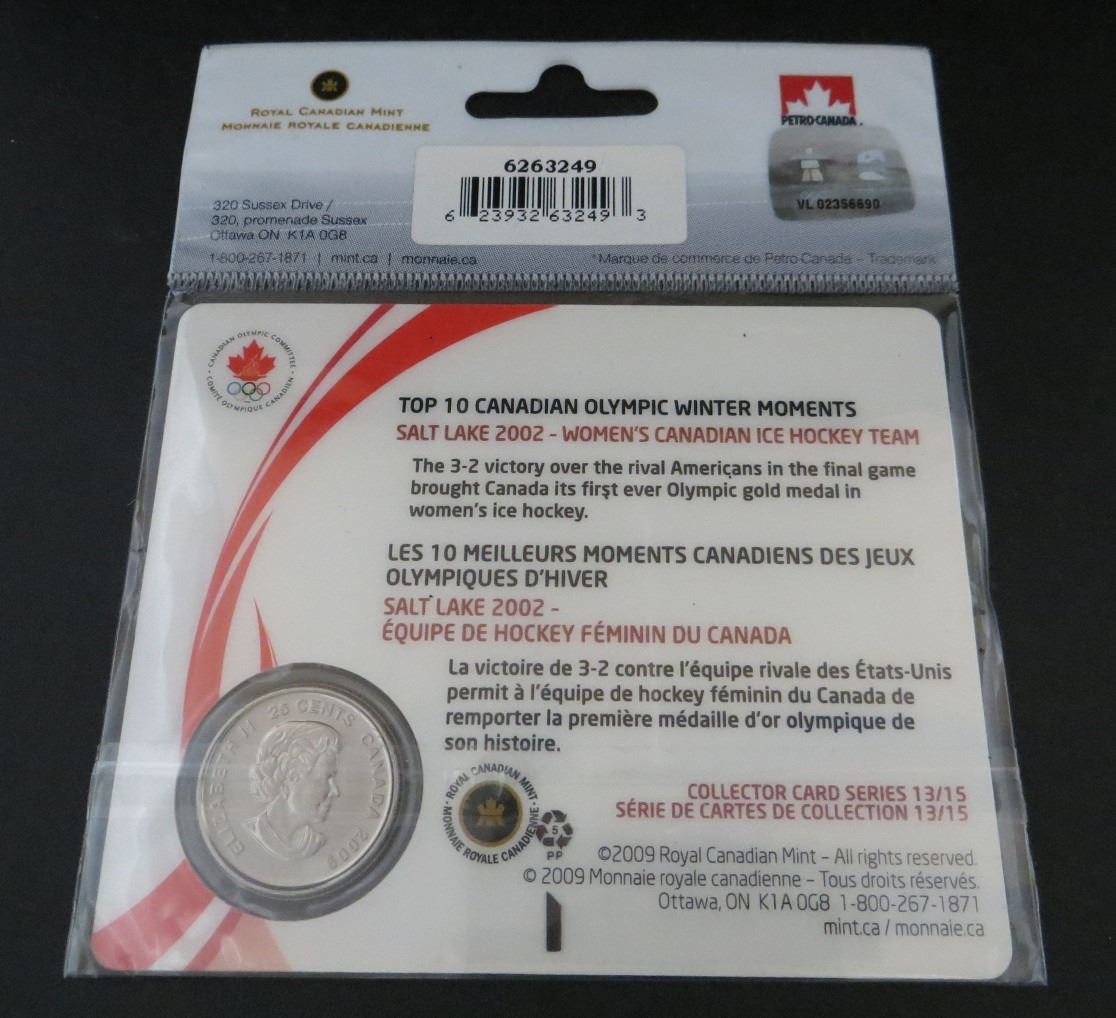 ROYAL CANADIAN MINT
MONNAIE ROYALE CANADIENNE
PETRO-CANADA
6263249
6 23932 63249 3
VL 02356690
320 Sussex Drive /
320, promenade Sussex
Ottawa ON K1A 0G8
1-800-267-1871 | mint.ca | monnaie.ca
*Marque de commerce de Petro-Canada – Trademark
CANADIAN OLYMPIC COMMITTEE
COMITÉ OLYMPIQUE CANADIEN
TOP 10 CANADIAN OLYMPIC WINTER MOMENTS
SALT LAKE 2002 – WOMEN'S CANADIAN ICE HOCKEY TEAM
The 3-2 victory over the rival Americans in the final game
brought Canada its first ever Olympic gold medal in
women's ice hockey.
LES 10 MEILLEURS MOMENTS CANADIENS DES JEUX
OLYMPIQUES D'HIVER
SALT LAKE 2002 –
ÉQUIPE DE HOCKEY FÉMININ DU CANADA
La victoire de 3-2 contre l'équipe rivale des États-Unis
permit à l'équipe de hockey féminin du Canada de
remporter la première médaille d'or olympique de
son histoire.
ELIZABETH II 25 CENTS CANADA 2009
ROYAL CANADIAN MINT
MONNAIE ROYALE CANADIENNE
5
PP
COLLECTOR CARD SERIES 13/15
SÉRIE DE CARTES DE COLLECTION 13/15
©2009 Royal Canadian Mint – All rights reserved.
© 2009 Monnaie royale canadienne – Tous droits réservés.
Ottawa, ON K1A 0G8 1-800-267-1871
mint.ca / monnaie.ca